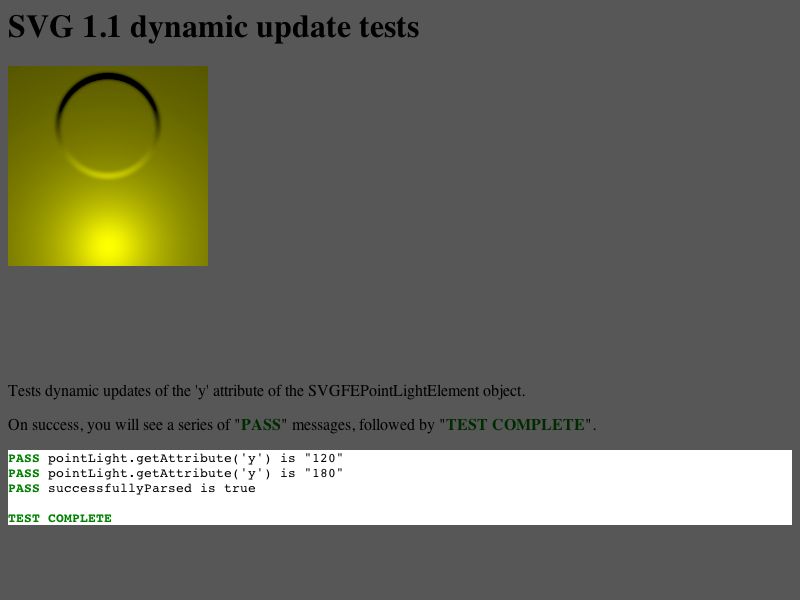 SVG 1.1 dynamic update tests
Tests dynamic updates of the 'y' attribute of the SVGFEPointLightElement object.
On success, you will see a series of "PASS" messages, followed by "TEST COMPLETE".
PASS pointLight.getAttribute('y') is "120"
PASS pointLight.getAttribute('y') is "180"
PASS successfullyParsed is true
TEST COMPLETE